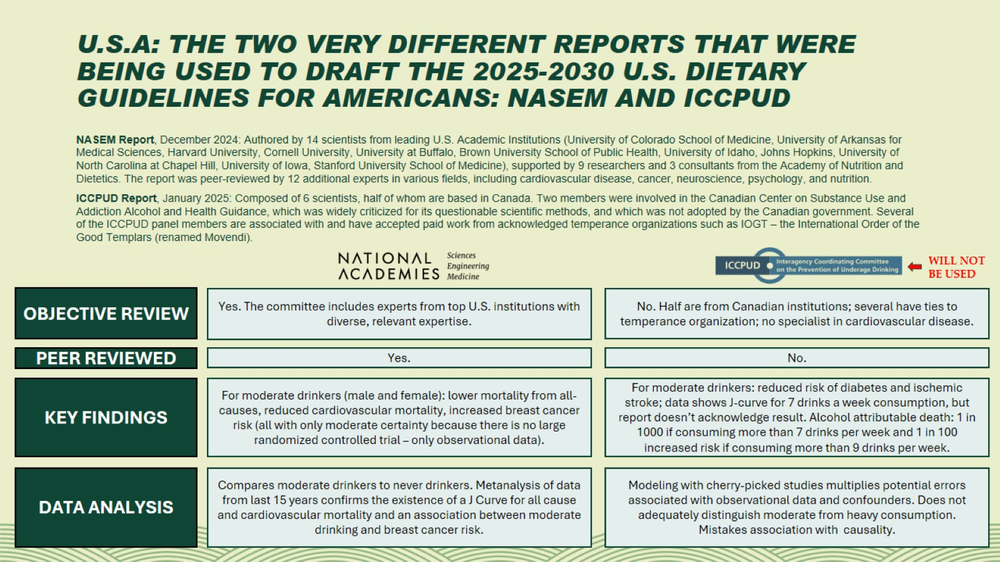 U.S.A: THE TWO VERY DIFFERENT REPORTS THAT WERE
BEING USED TO DRAFT THE 2025-2030 U.S. DIETARY
GUIDELINES FOR AMERICANS: NASEM AND ICCPUD
NASEM Report, December 2024: Authored by 14 scientists from leading U.S. Academic Institutions (University of Colorado School of Medicine, University of Arkansas for
Medical Sciences, Harvard University, Cornell University, University at Buffalo, Brown University School of Public Health, University of Idaho, Johns Hopkins, University of
North Carolina at Chapel Hill, University of Iowa, Stanford University School of Medicine), supported by 9 researchers and 3 consultants from the Academy of Nutrition and
Dietetics. The report was peer-reviewed by 12 additional experts in various fields, including cardiovascular disease, cancer, neuroscience, psychology, and nutrition.
ICCPUD Report, January 2025: Composed of 6 scientists, half of whom are based in Canada. Two members were involved in the Canadian Center on Substance Use and
Addiction Alcohol and Health Guidance, which was widely criticized for its questionable scientific methods, and which was not adopted by the Canadian government. Several
of the ICCPUD panel members are associated with and have accepted paid work from acknowledged temperance organizations such as IOGT – the International Order of the
Good Templars (renamed Movendi).
NATIONAL ACADEMIES
Sciences
Engineering
Medicine
ICCPUD
Interagency Coordinating Committee
on the Prevention of Underage Drinking
WILL NOT
BE USED
OBJECTIVE REVIEW
Yes. The committee includes experts from top U.S. institutions with
diverse, relevant expertise.
No. Half are from Canadian institutions; several have ties to
temperance organization; no specialist in cardiovascular disease.
PEER REVIEWED
Yes.
No.
KEY FINDINGS
For moderate drinkers (male and female): lower mortality from all-
causes, reduced cardiovascular mortality, increased breast cancer
risk (all with only moderate certainty because there is no large
randomized controlled trial – only observational data).
For moderate drinkers: reduced risk of diabetes and ischemic
stroke; data shows J-curve for 7 drinks a week consumption, but
report doesn't acknowledge result. Alcohol attributable death: 1 in
1000 if consuming more than 7 drinks per week and 1 in 100
increased risk if consuming more than 9 drinks per week.
DATA ANALYSIS
Compares moderate drinkers to never drinkers. Metanalysis of data
from last 15 years confirms the existence of a J Curve for all cause
and cardiovascular mortality and an association between moderate
drinking and breast cancer risk.
Modeling with cherry-picked studies multiplies potential errors
associated with observational data and confounders. Does not
adequately distinguish moderate from heavy consumption.
Mistakes association with causality.